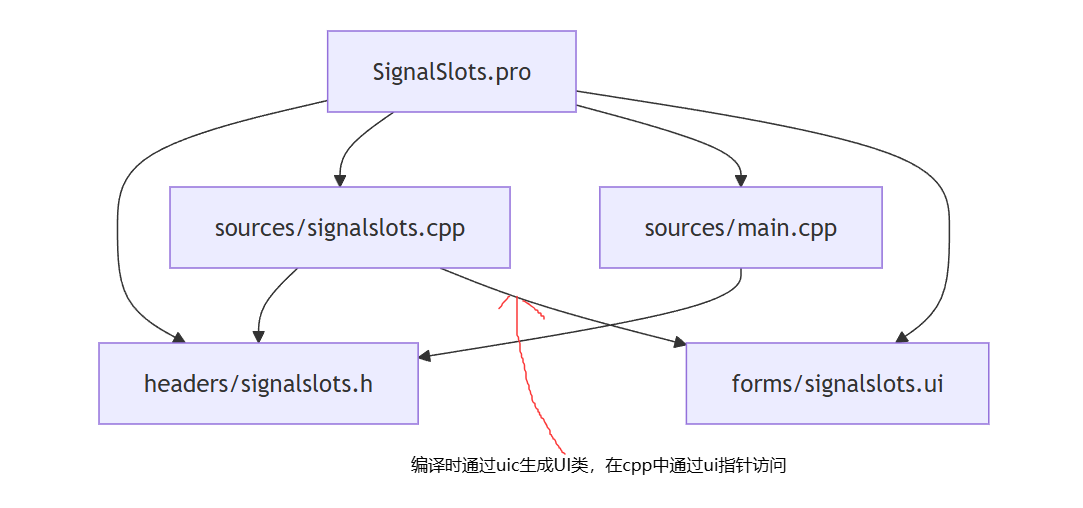 SignalSlots.pro
sources/signalslots.cpp
sources/main.cpp
headers/signalslots.h
forms/signalslots.ui
编译时通过uic生成UI类，在cpp中通过ui指针访问